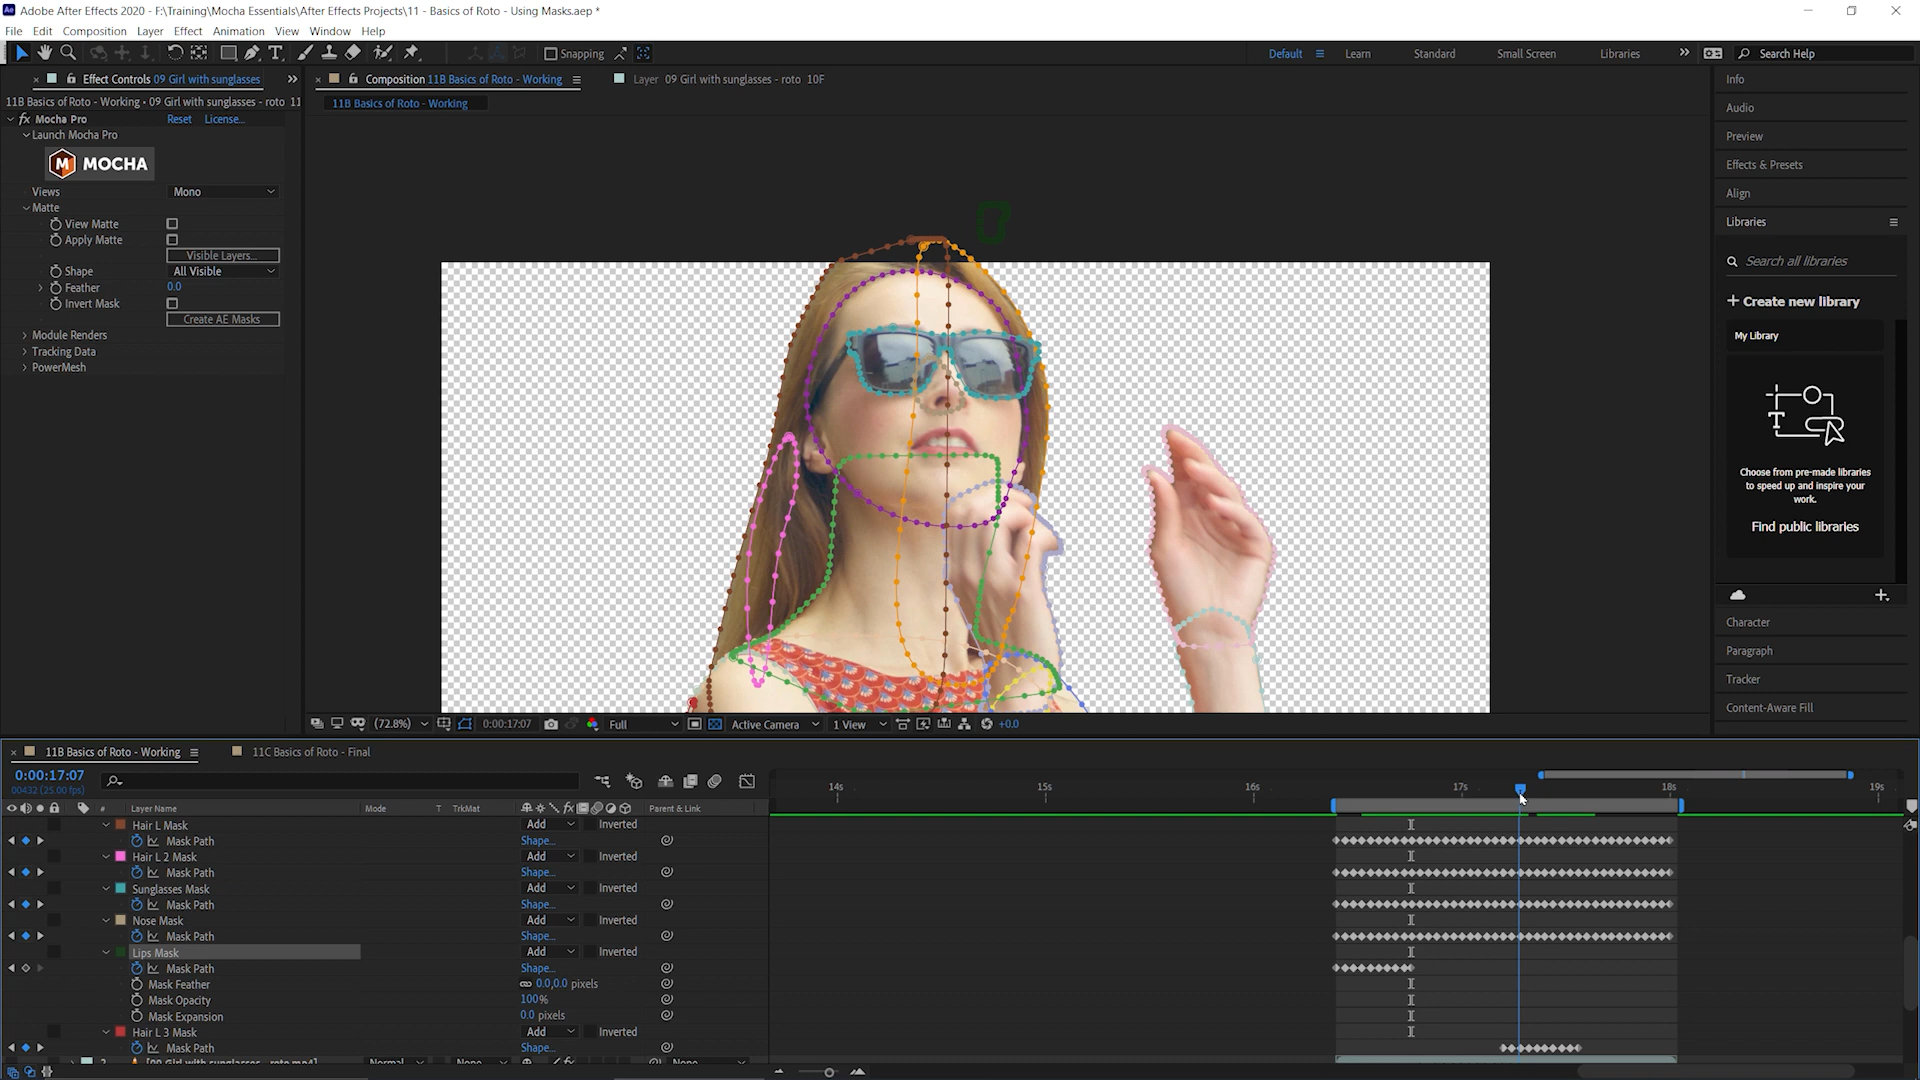 Adobe After Effects 2020 - F:\Training\Mocha Essentials\After Effects Projects\11 - Basics of Roto - Using Masks.aep *
File Edit Composition Layer Effect Animation View Window Help
Snapping Default Learn Standard Small Screen Libraries Search Help
Effect Controls 09 Girl with sunglasses
Composition 11B Basics of Roto - Working
Layer 09 Girl with sunglasses - roto 10F
11B Basics of Roto - Working • 09 Girl with sunglasses - roto 11
11B Basics of Roto - Working
fx Mocha Pro Reset License...
Launch Mocha Pro
M MOCHA
Views Mono
Matte
View Matte
Apply Matte
Visible Layers...
Shape All Visible
Feather 0.0
Invert Mask
Create AE Masks
Module Renders
Tracking Data
PowerMesh
Info
Audio
Preview
Effects & Presets
Align
Libraries
Search all libraries
+ Create new library
My Library
Choose from pre-made libraries
to speed up and inspire your
work.
Find public libraries
Character
Paragraph
Tracker
Content-Aware Fill
(72.8%) 0:00:17:07 Full Active Camera 1 View +0.0
11B Basics of Roto - Working
11C Basics of Roto - Final
0:00:17:07
00432 (25.00 fps)
14s 15s 16s 17s 18s 19s
# Layer Name Mode T TrkMat Parent & Link
Hair L Mask Add Inverted
Mask Path Shape...
Hair L 2 Mask Add Inverted
Mask Path Shape...
Sunglasses Mask Add Inverted
Mask Path Shape...
Nose Mask Add Inverted
Mask Path Shape...
Lips Mask Add Inverted
Mask Path Shape...
Mask Feather 0.0,0.0 pixels
Mask Opacity 100%
Mask Expansion 0.0 pixels
Hair L 3 Mask Add Inverted
Mask Path Shape...
2 [09 Girl with sunglasses - roto.mp4] Normal None None